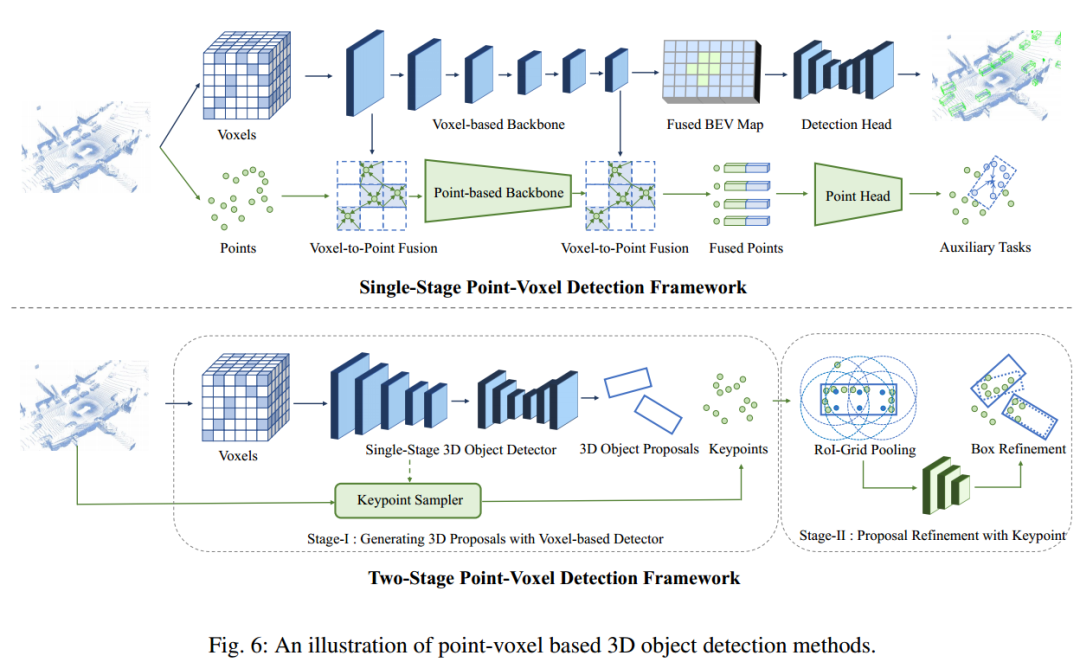 Voxels
Voxel-based Backbone
Fused BEV Map
Detection Head
Point-based Backbone
Point Head
Points
Voxel-to-Point Fusion
Voxel-to-Point Fusion
Fused Points
Auxiliary Tasks
Single-Stage Point-Voxel Detection Framework
Voxels
Single-Stage 3D Object Detector
3D Object Proposals
Keypoints
RoI-Grid Pooling
Box Refinement
Keypoint Sampler
Stage-I : Generating 3D Proposals with Voxel-based Detector
Stage-II : Proposal Refinement with Keypoint
Two-Stage Point-Voxel Detection Framework
Fig. 6: An illustration of point-voxel based 3D object detection methods.